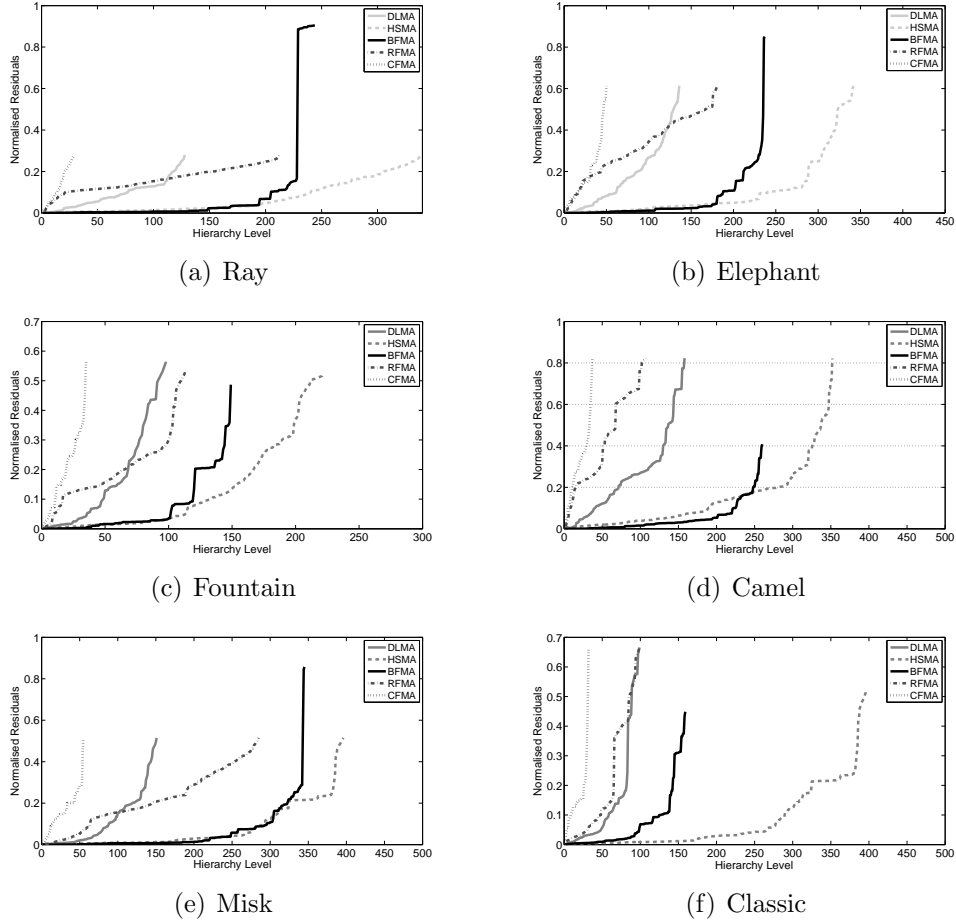 1
0.8
0.6
0.4
0.2
0
0 50 100 150 200 250 300
Normalised Residuals
Hierarchy Level
DLMA
HSMA
BFMA
RFMA
CFMA
(a) Ray
1
0.8
0.6
0.4
0.2
0
0 50 100 150 200 250 300 350 400 450
Normalised Residuals
Hierarchy Level
DLMA
HSMA
BFMA
RFMA
CFMA
(b) Elephant
0.7
0.6
0.5
0.4
0.3
0.2
0.1
0
0 50 100 150 200 250 300
Normalised Residuals
Hierarchy Level
DLMA
HSMA
BFMA
RFMA
CFMA
(c) Fountain
1
0.8
0.6
0.4
0.2
0
0 50 100 150 200 250 300 350 400 450
Normalised Residuals
Hierarchy Level
DLMA
HSMA
BFMA
RFMA
CFMA
(d) Camel
1
0.8
0.6
0.4
0.2
0
0 50 100 150 200 250 300 350 400 450 500
Normalised Residuals
Hierarchy Level
DLMA
HSMA
BFMA
RFMA
CFMA
(e) Misk
0.7
0.6
0.5
0.4
0.3
0.2
0.1
0
0 50 100 150 200 250 300 350 400 450 500
Normalised Residuals
Hierarchy Level
DLMA
HSMA
BFMA
RFMA
CFMA
(f) Classic